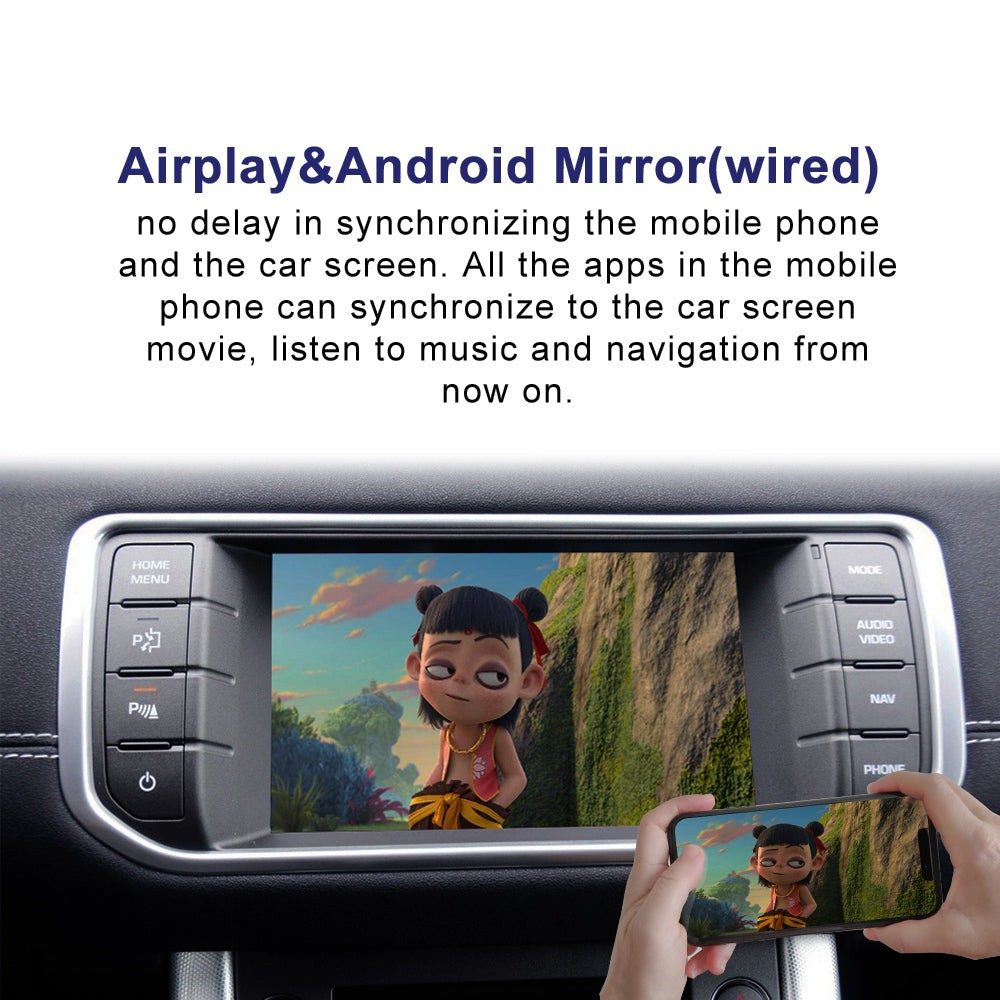 Airplay&Android Mirror(wired)
no delay in synchronizing the mobile phone
and the car screen. All the apps in the mobile
phone can synchronize to the car screen
movie, listen to music and navigation from
now on.
HOME
MENU
MODE
P
AUDIO
VIDEO
P
NAV
PHONE